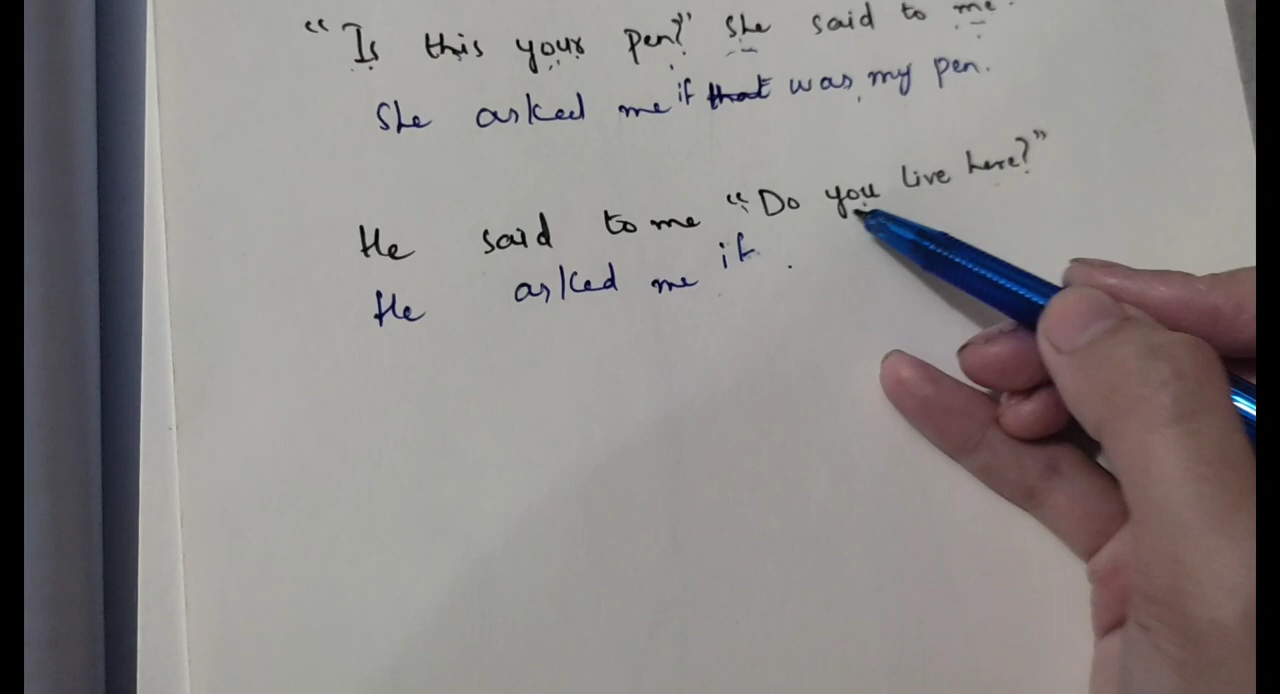 “Is this your pen?” She said to me.
She asked me if that was my pen.
He said to me “Do you live here?”
He asked me if